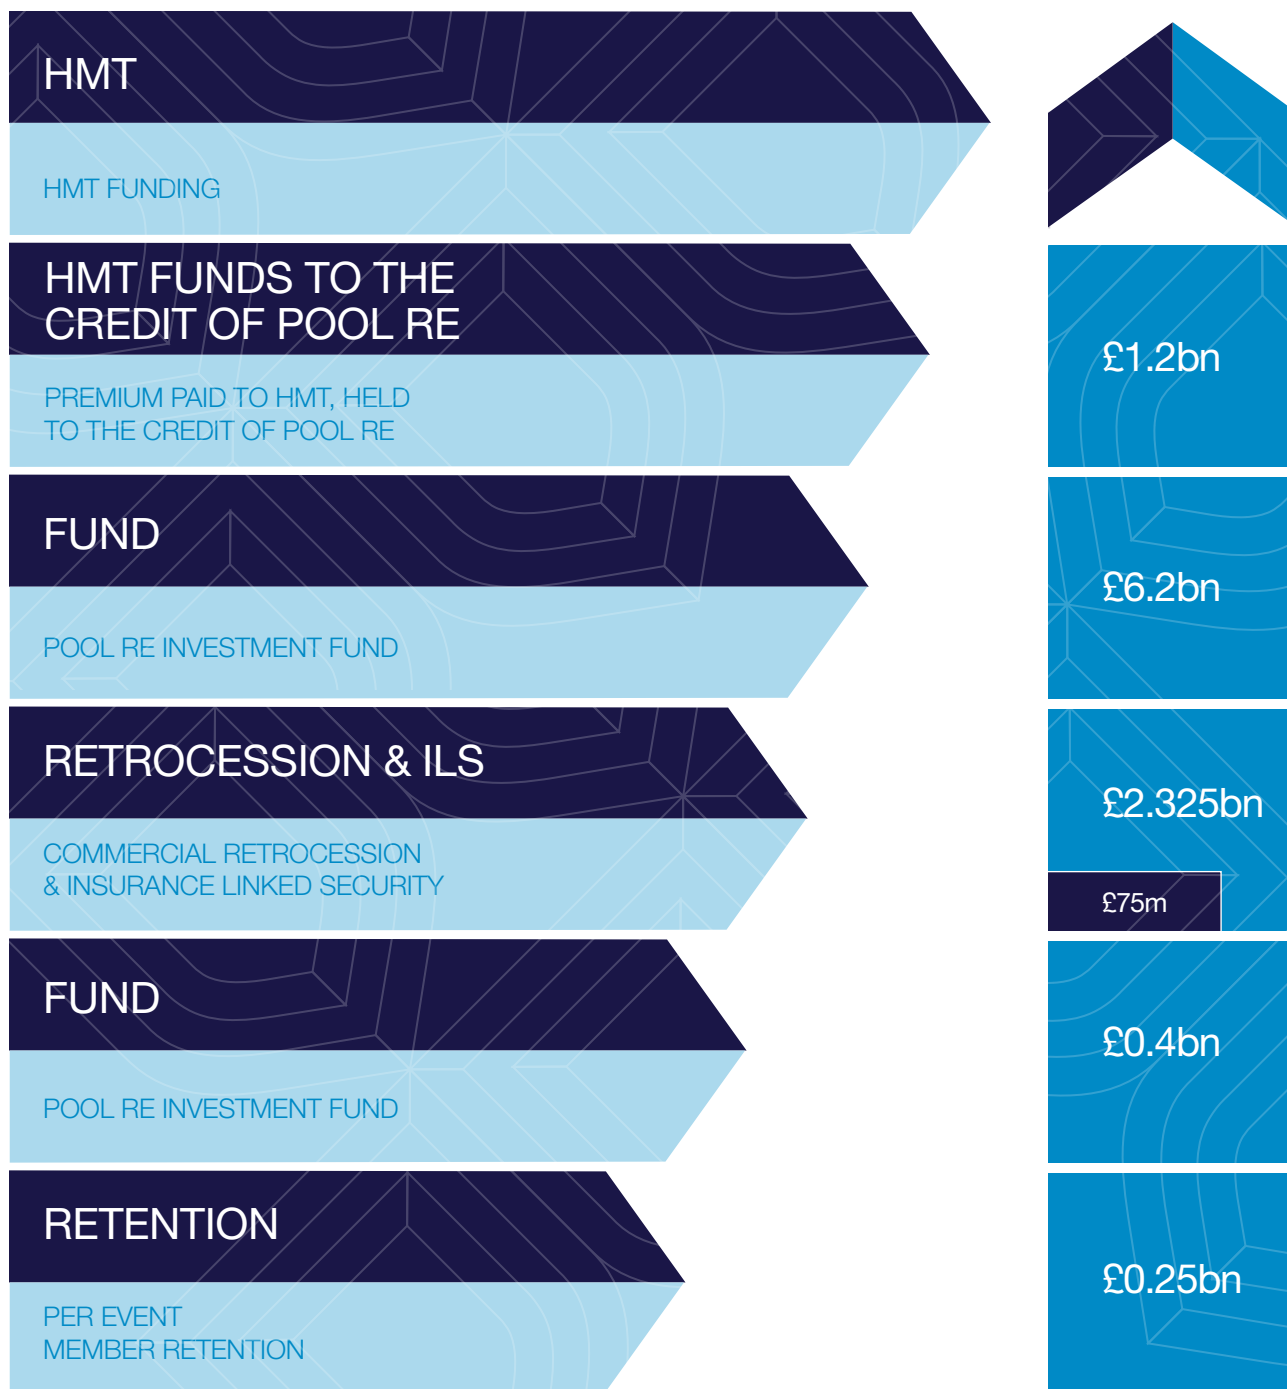 HMT
HMT FUNDING
HMT FUNDS TO THE
CREDIT OF POOL RE
PREMIUM PAID TO HMT, HELD
TO THE CREDIT OF POOL RE
£1.2bn
FUND
POOL RE INVESTMENT FUND
£6.2bn
RETROCESSION & ILS
COMMERCIAL RETROCESSION
& INSURANCE LINKED SECURITY
£2.325bn
£75m
FUND
POOL RE INVESTMENT FUND
£0.4bn
RETENTION
PER EVENT
MEMBER RETENTION
£0.25bn